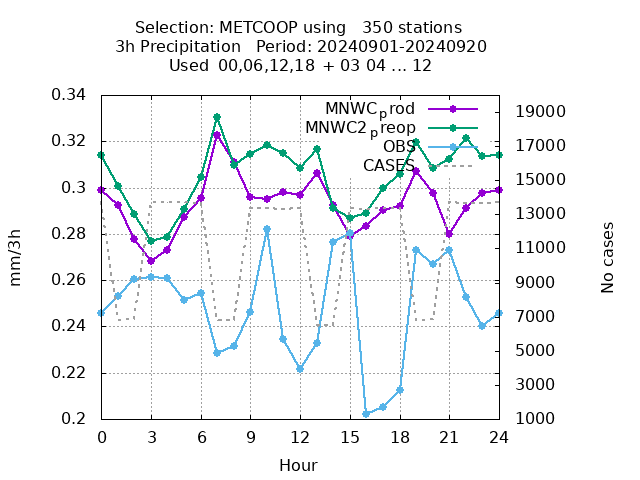 Selection: METCOOP using 350 stations
3h Precipitation Period: 20240901-20240920
Used 00,06,12,18 + 03 04 ... 12
0.34
0.32
0.3
0.28
0.26
0.24
0.22
0.2
mm/3h
MNWC_prod
MNWC2_preop
OBS
CASES
19000
17000
15000
13000
11000
9000
7000
5000
3000
1000
No cases
0 3 6 9 12 15 18 21 24
Hour